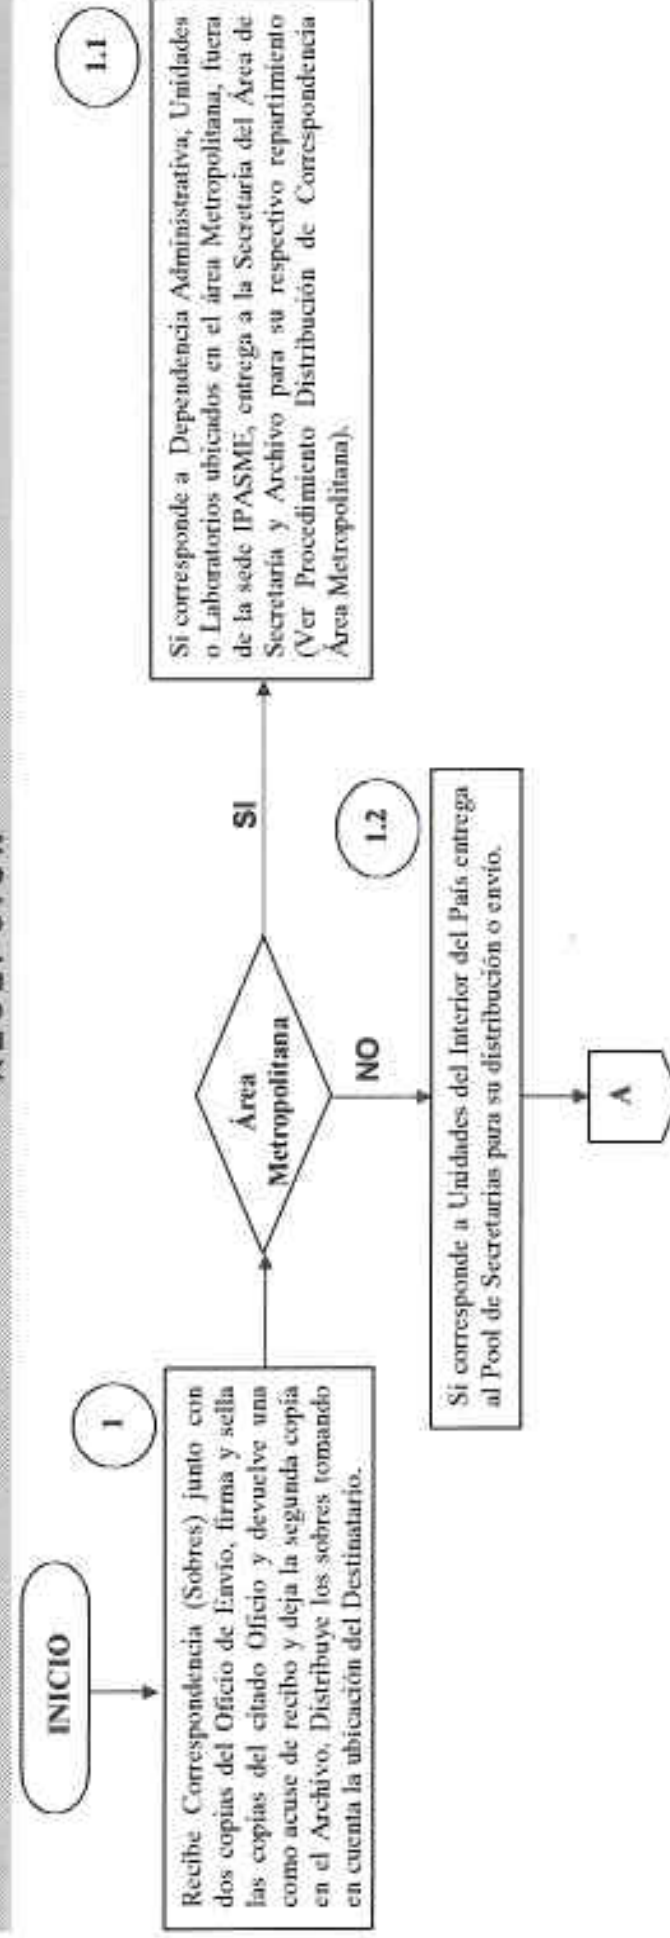 INICIO
1
Recibe Correspondencia (Sobres) junto con
dos copias del Oficio de Envío, firma y sella
las copias del citado Oficio y devuelve una
como acuse de recibo y deja la segunda copia
en el Archivo. Distribuye los sobres tomando
en cuenta la ubicación del Destinatario.
Área
Metropolitana
SI
NO
1.1
Si corresponde a Dependencia Administrativa, Unidades
o Laboratorios ubicados en el área Metropolitana, fuera
de la sede IPASME, entrega a la Secretaria del Área de
Secretaría y Archivo para su respectivo repartimiento
(Ver Procedimiento Distribución de Correspondencia
Área Metropolitana).
1.2
Si corresponde a Unidades del Interior del País entrega
al Pool de Secretarias para su distribución o envío.
A